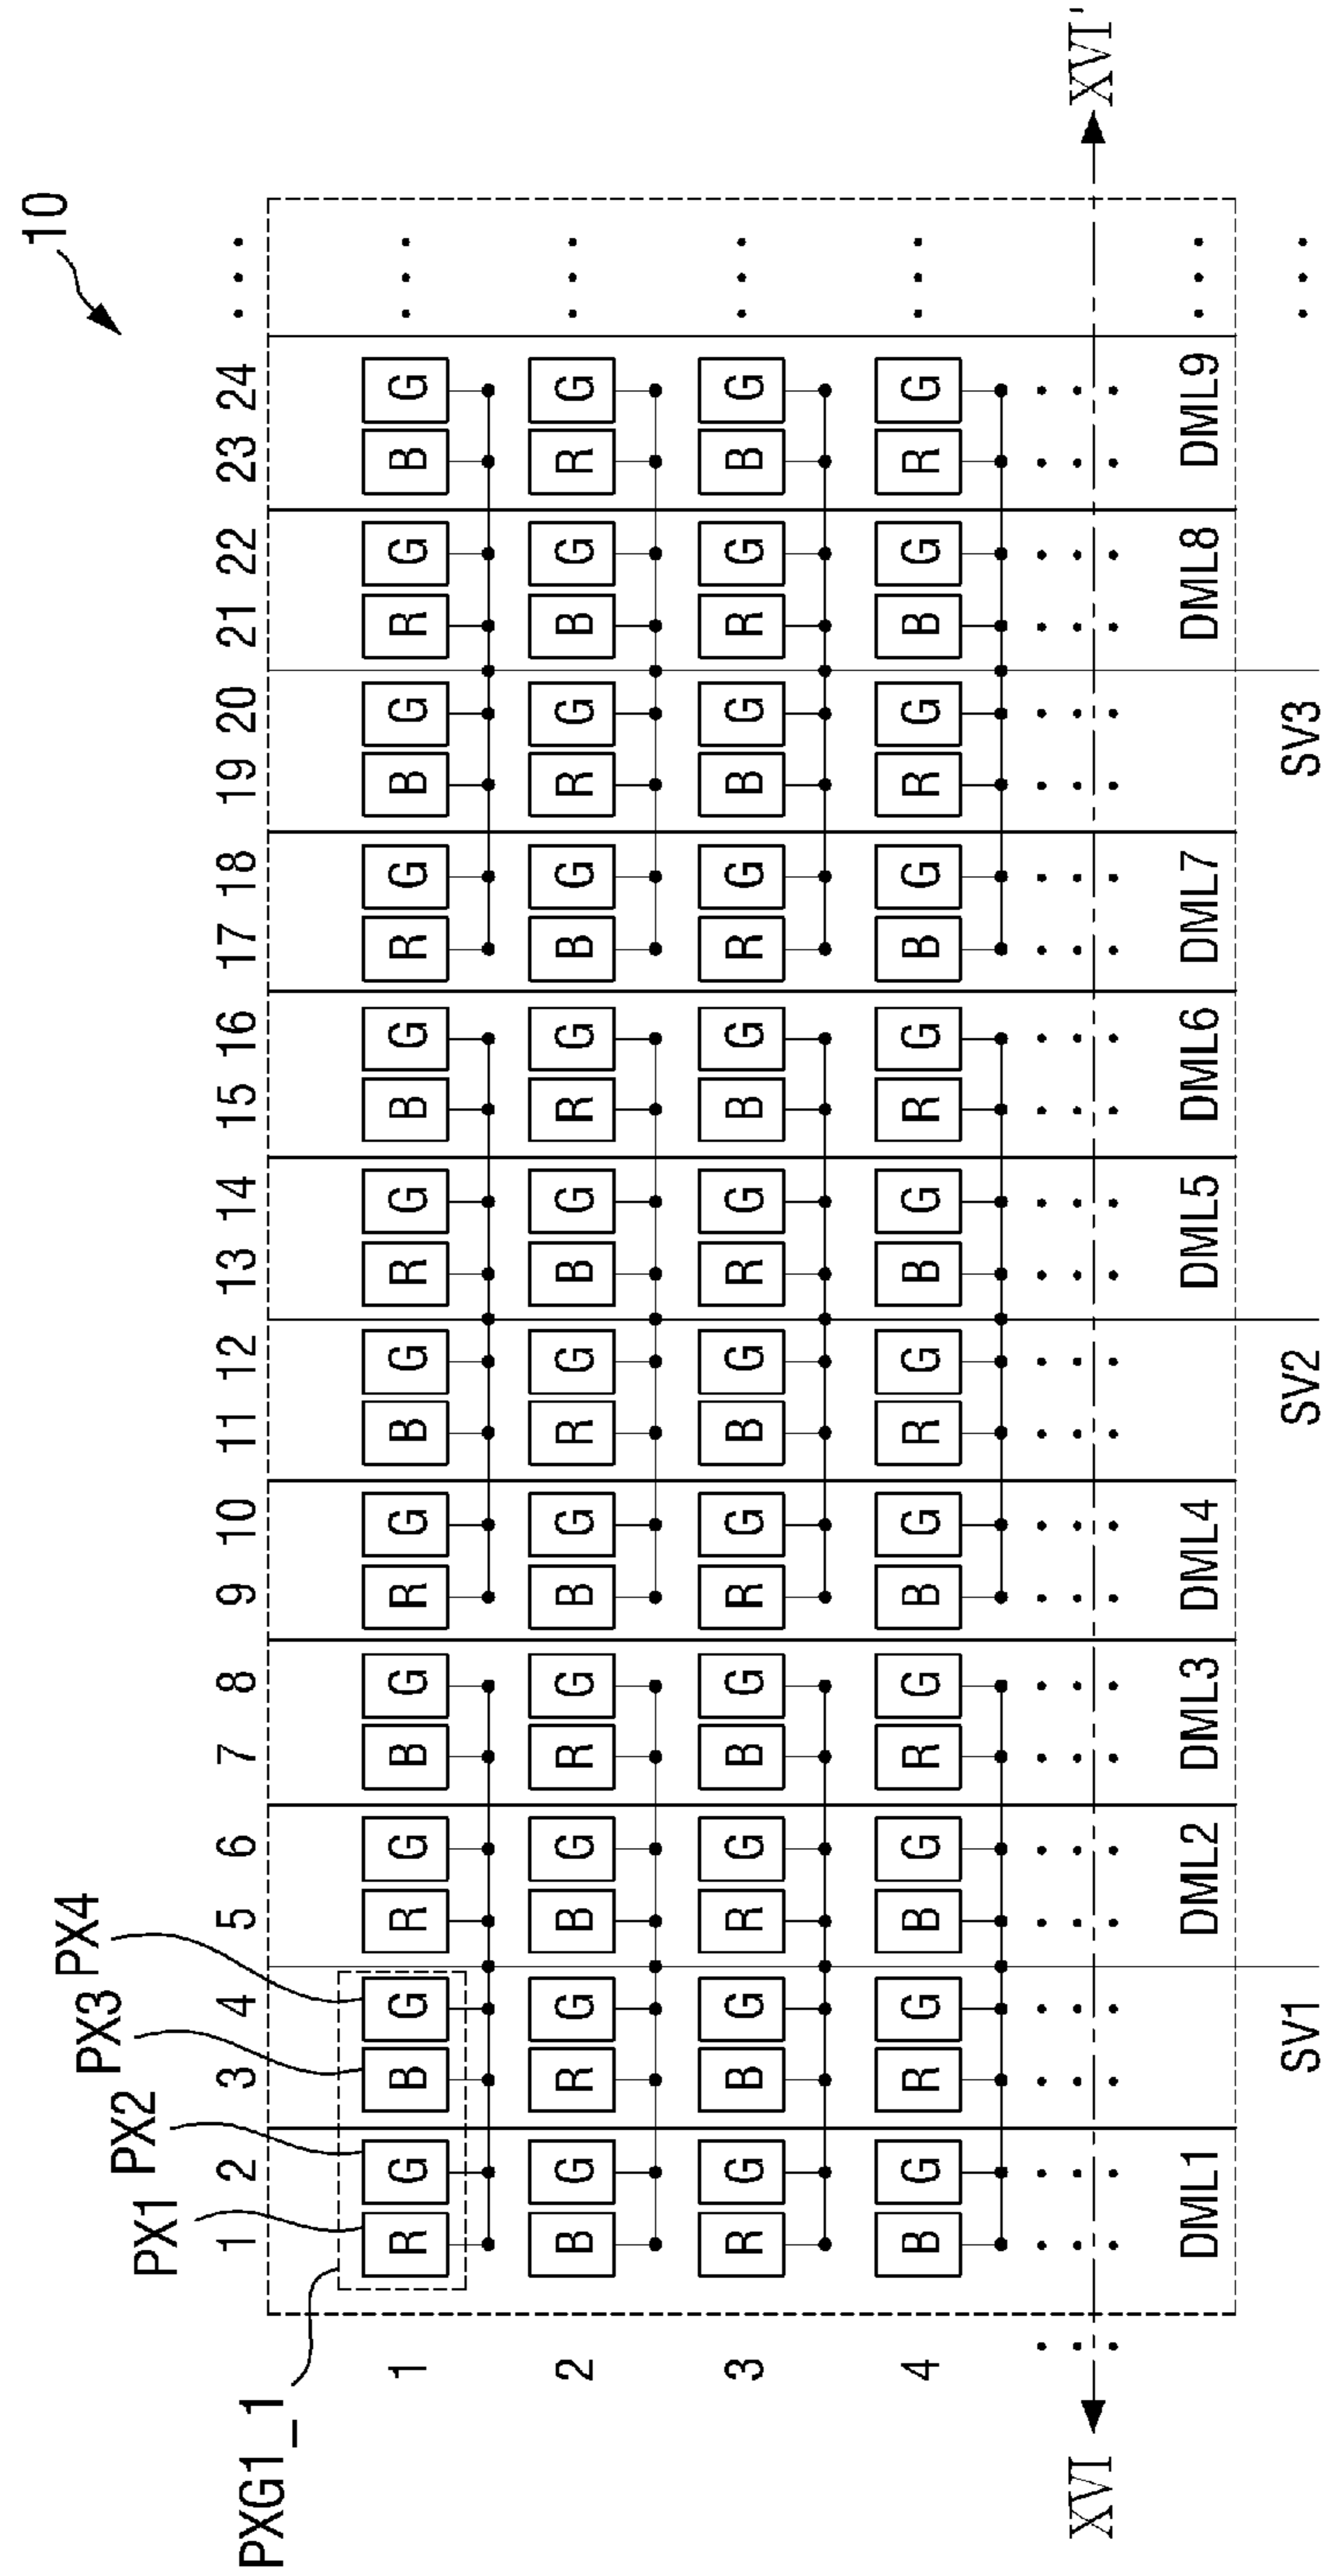 10
PX1 PX2 PX3 PX4
PXG1_1
1 2 3 4 5 6 7 8 9 10 11 12 13 14 15 16 17 18 19 20 21 22 23 24
1 R G B G R G B G R G B G R G B G R G B G R G B G
2 B G R G B G R G B G R G B G R G B G R G B G R G
3 R G B G R G B G R G B G R G B G R G B G R G B G
4 B G R G B G R G B G R G B G R G B G R G B G R G
XVI XVI'
DML1 DML2 DML3 DML4 DML5 DML6 DML7 DML8 DML9
SV1 SV2 SV3